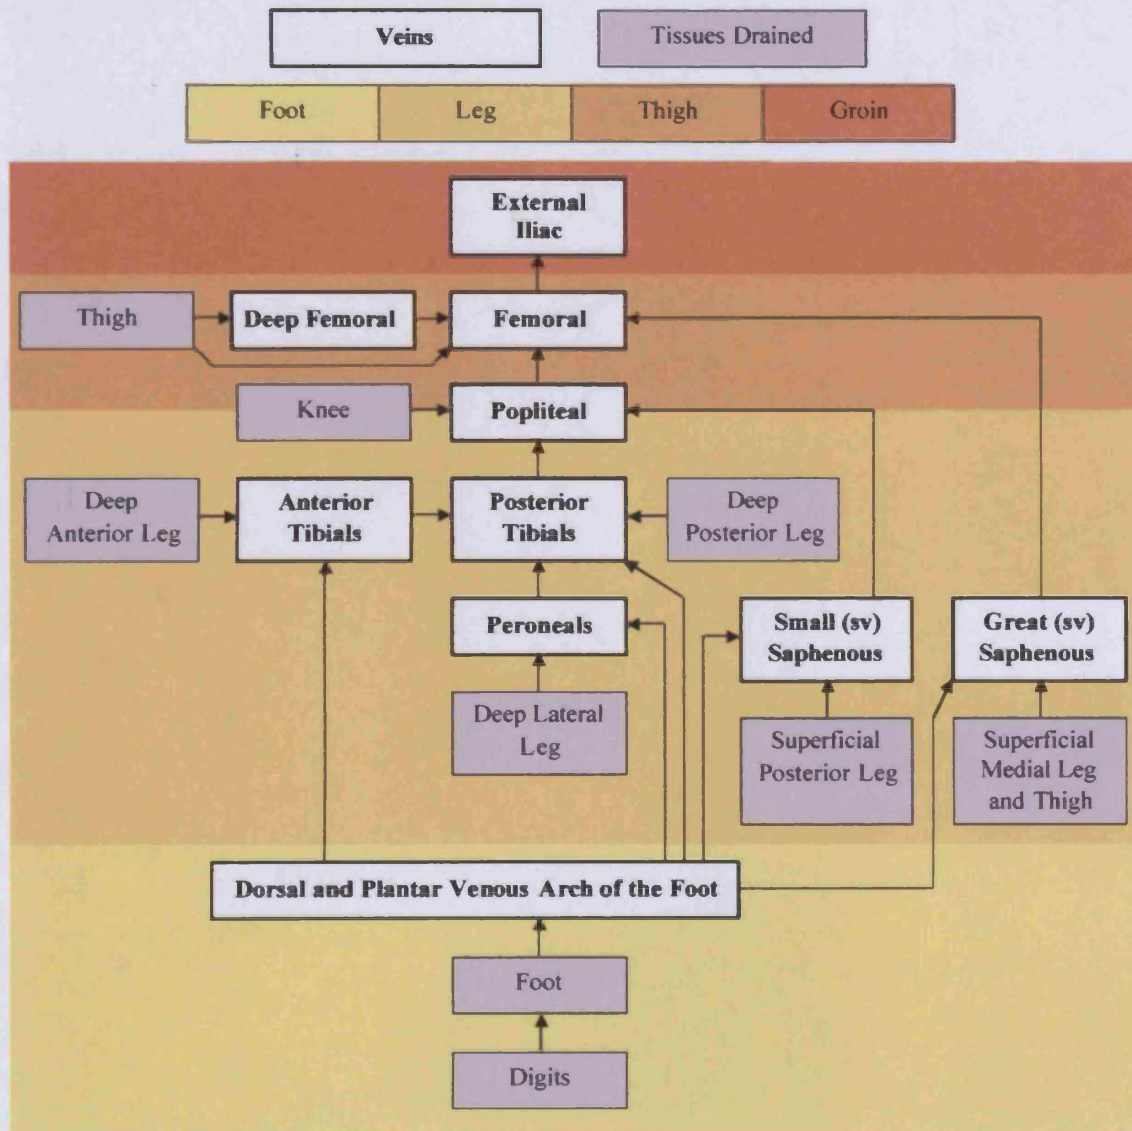 Veins
Tissues Drained
Foot
Leg
Thigh
Groin
External
Iliac
Thigh
Deep Femoral
Femoral
Knee
Popliteal
Deep
Anterior Leg
Anterior
Tibials
Posterior
Tibials
Deep
Posterior Leg
Peroneals
Small (sv)
Saphenous
Great (sv)
Saphenous
Deep Lateral
Leg
Superficial
Posterior Leg
Superficial
Medial Leg
and Thigh
Dorsal and Plantar Venous Arch of the Foot
Foot
Digits